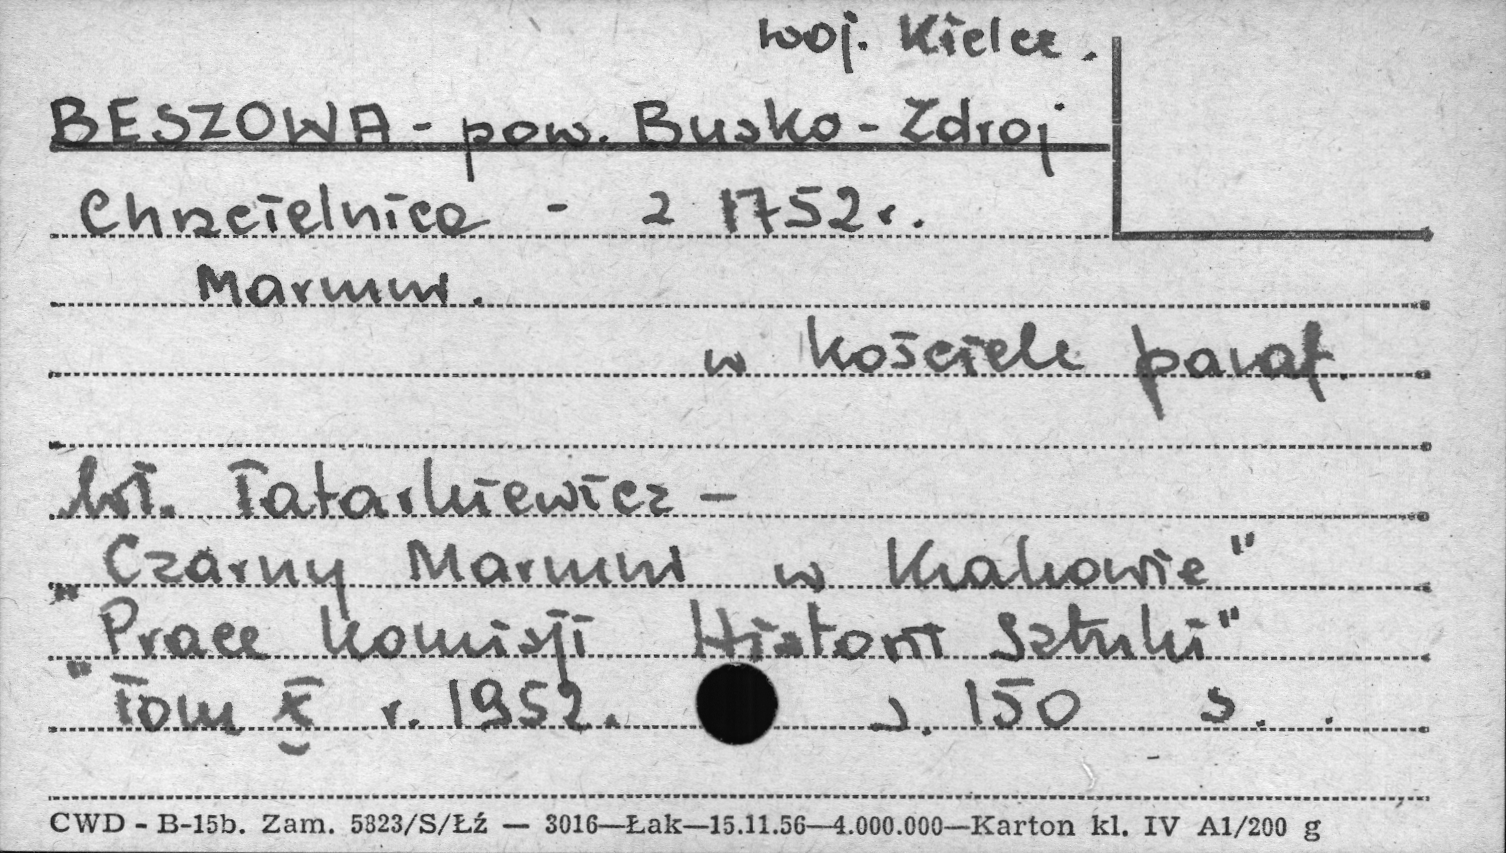 woj. Kielce.
BESZOWA - pow. Busko-Zdroj
Chrzcielnica - z 1752 r.
Marmur.
w kościele paraf.
Wł. Tatarkiewicz -
"Czarny Marmur w Krakowie"
"Prace Komisji Historii Sztuki"
Tom X r. 1952. s. 150 s.
CWD - B-15b. Zam. 5823/S/Łź — 3016—Łak—15.11.56—4.000.000—Karton kl. IV A1/200 g